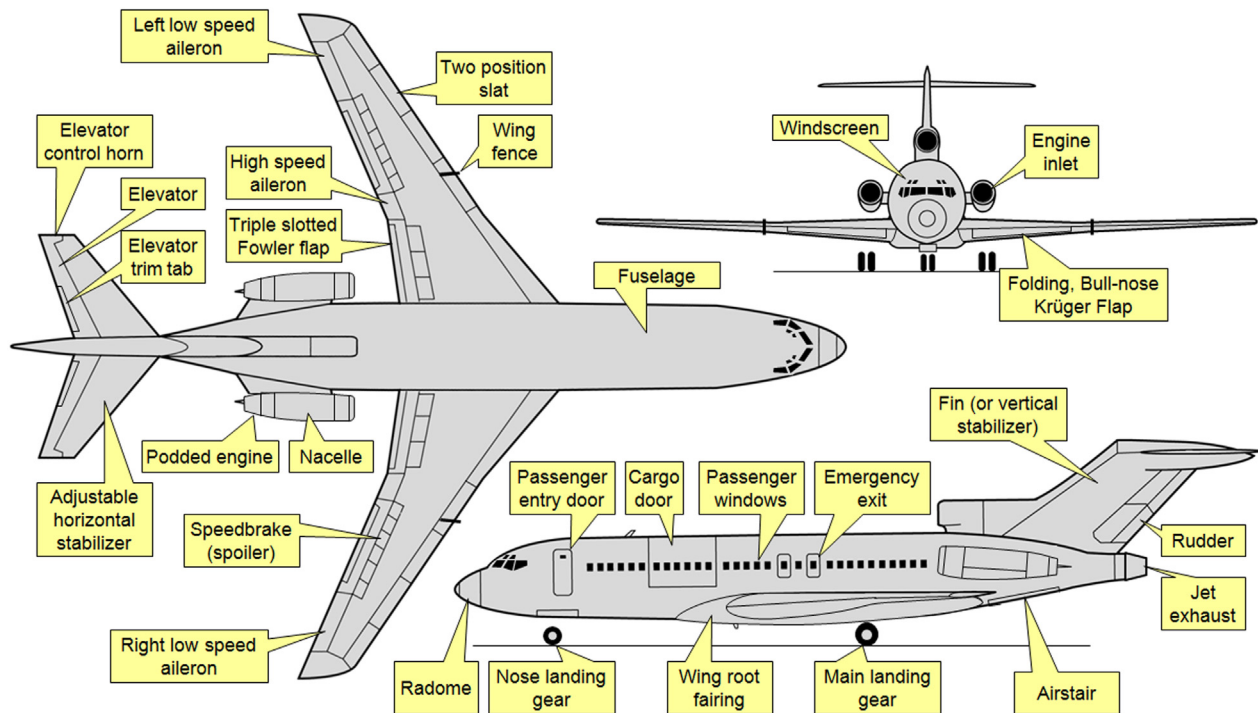 Left low speed
aileron
Two position
slat
Elevator
control horn
Wing
fence
High speed
aileron
Elevator
Triple slotted
Fowler flap
Elevator
trim tab
Fuselage
Podded engine
Nacelle
Adjustable
horizontal
stabilizer
Speedbrake
(spoiler)
Right low speed
aileron
Windscreen
Engine
inlet
Folding, Bull-nose
Krüger Flap
Fin (or vertical
stabilizer)
Passenger
entry door
Cargo
door
Passenger
windows
Emergency
exit
Rudder
Jet
exhaust
Radome
Nose landing
gear
Wing root
fairing
Main landing
gear
Airstair